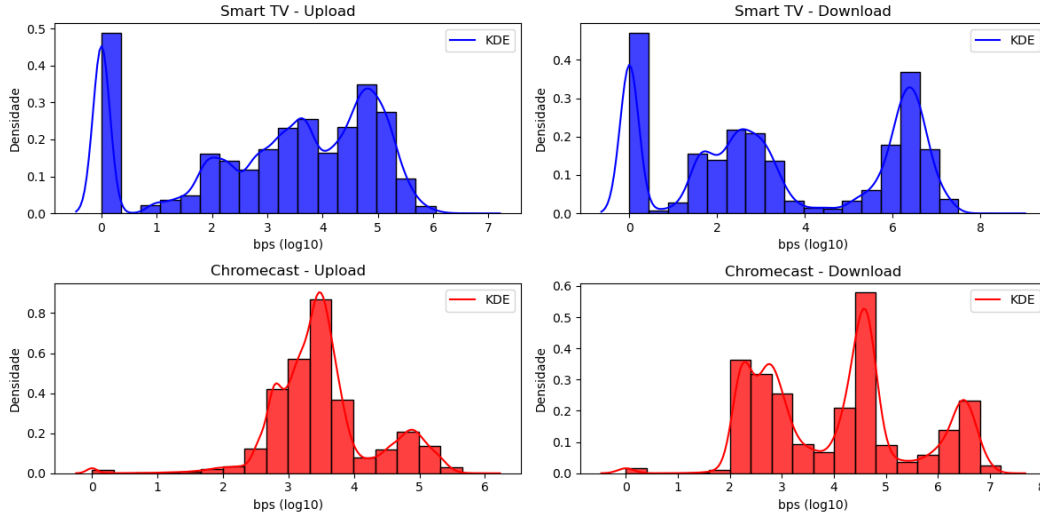 Smart TV - Upload
Densidade
0.5
0.4
0.3
0.2
0.1
0.0
KDE
0 1 2 3 4 5 6 7
bps (log10)
Smart TV - Download
Densidade
0.4
0.3
0.2
0.1
0.0
KDE
0 2 4 6 8
bps (log10)
Chromecast - Upload
Densidade
0.8
0.6
0.4
0.2
0.0
KDE
0 1 2 3 4 5 6
bps (log10)
Chromecast - Download
Densidade
0.6
0.5
0.4
0.3
0.2
0.1
0.0
KDE
0 1 2 3 4 5 6 7 8
bps (log10)